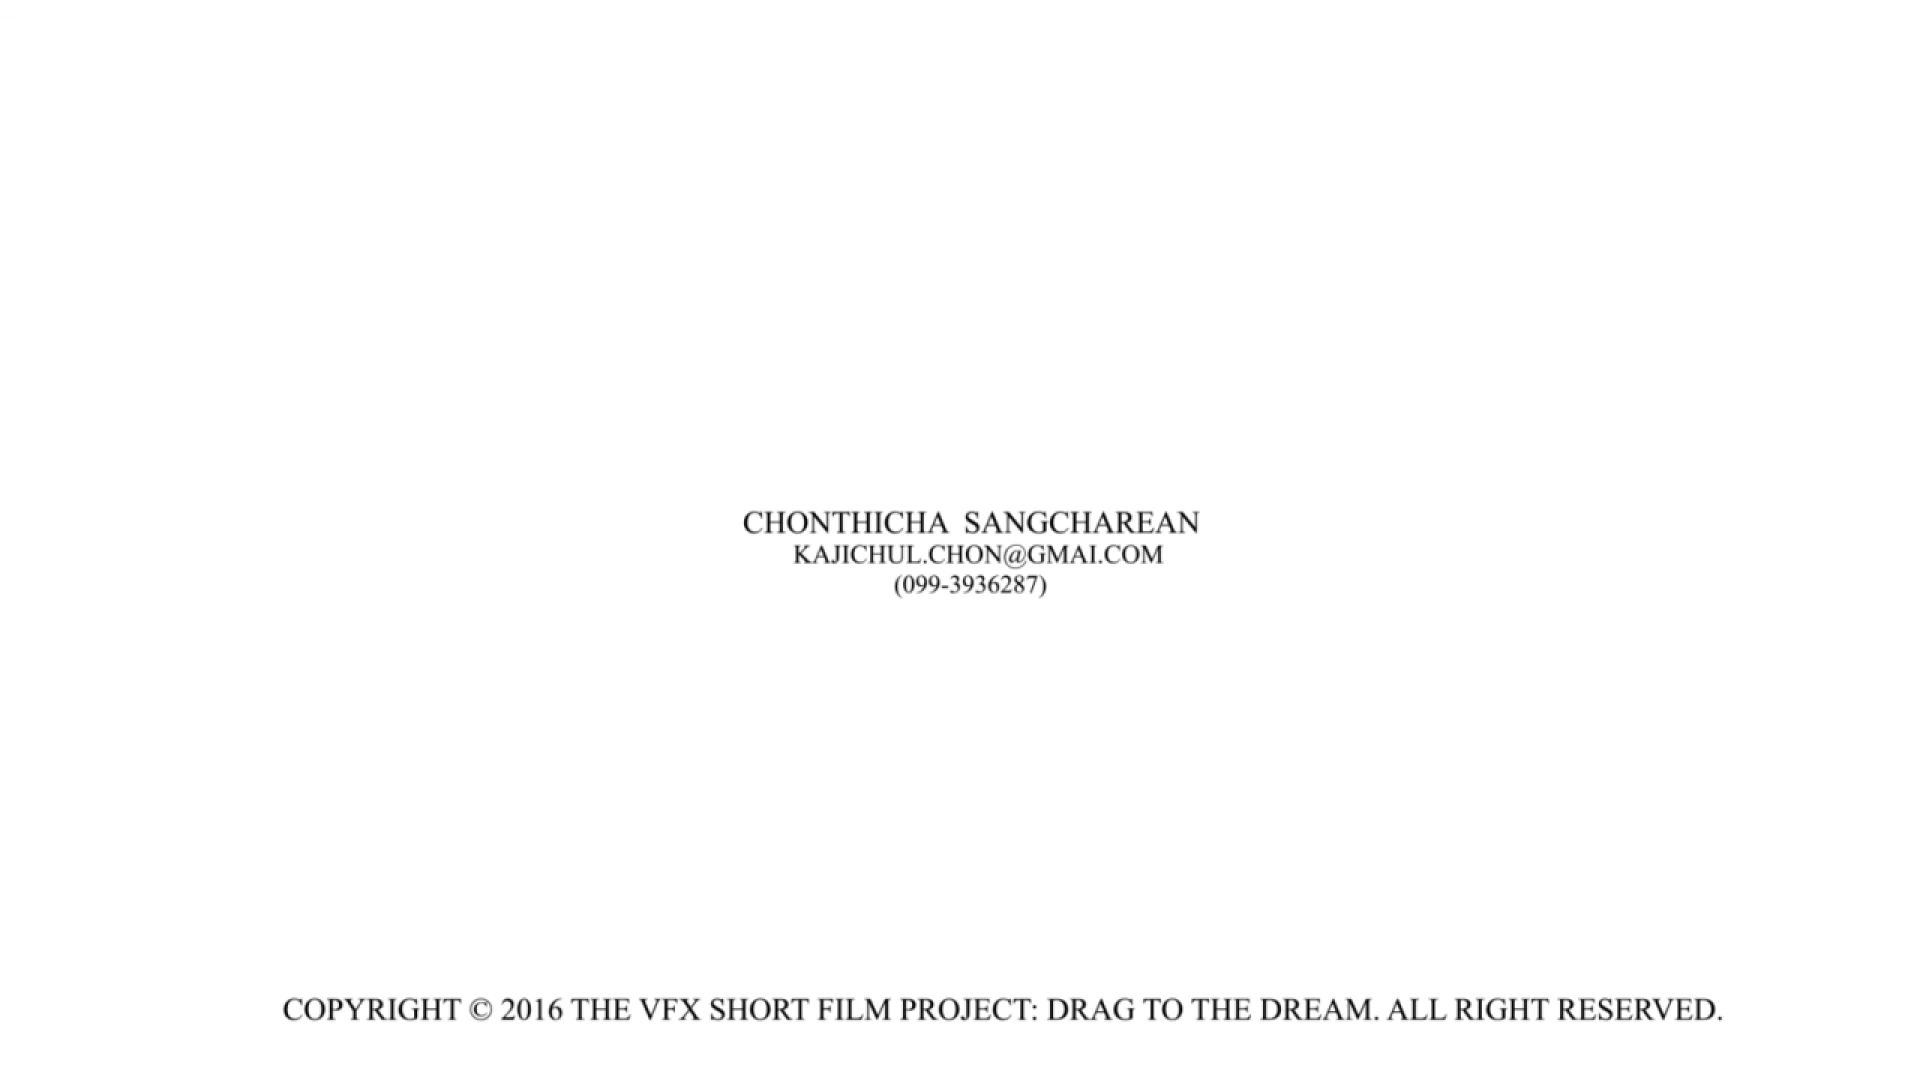 CHONTHICHA SANGCHAREAN
KAJICHUL.CHON@GMAI.COM
(099-3936287)
COPYRIGHT © 2016 THE VFX SHORT FILM PROJECT: DRAG TO THE DREAM. ALL RIGHT RESERVED.